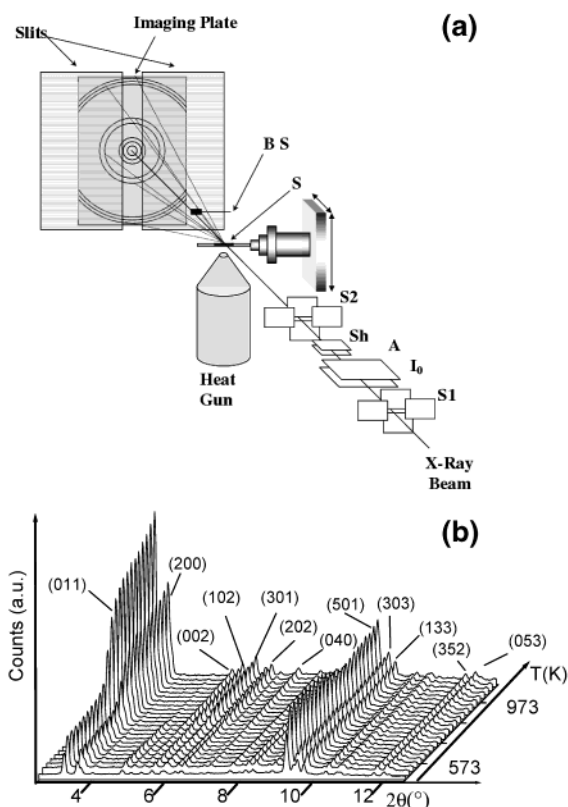 (a)
Imaging Plate
Slits
B S
S
S2
Sh
A
I₀
S1
Heat
Gun
X-Ray
Beam
(b)
Counts (a.u.)
(011)
(200)
(002)
(102)
(301)
(202)
(040)
(501)
(303)
(133)
(352)
(053)
T(K)
973
573
4
6
8
10
12
2θ(°)